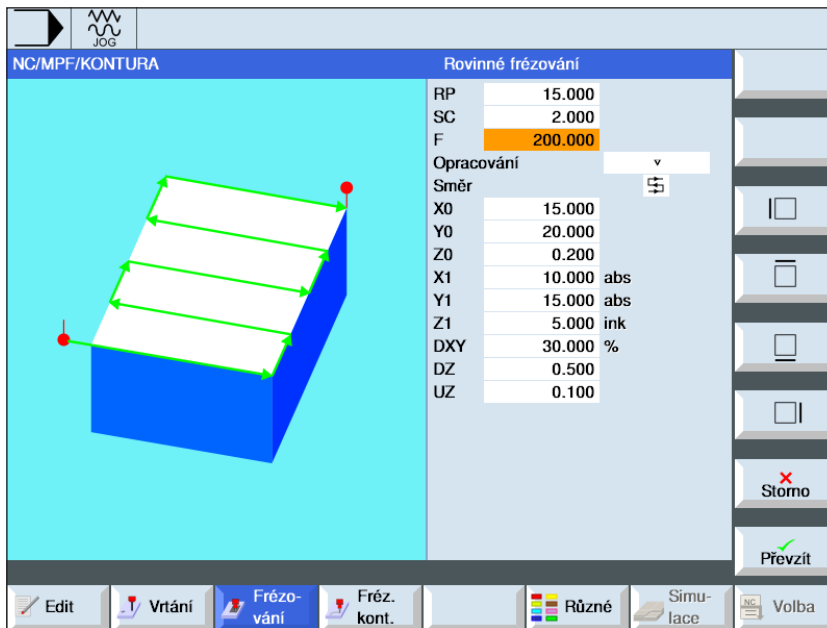 JOG
NC/MPF/KONTURA
Rovinné frézování
RP 15.000
SC 2.000
F 200.000
Opracování v
Směr
X0 15.000
Y0 20.000
Z0 0.200
X1 10.000 abs
Y1 15.000 abs
Z1 5.000 ink
DXY 30.000 %
DZ 0.500
UZ 0.100
Storno
Převzít
Edit
Vrtání
Frézo-
vání
Fréz.
kont.
Různé
Simu-
lace
NC
Volba